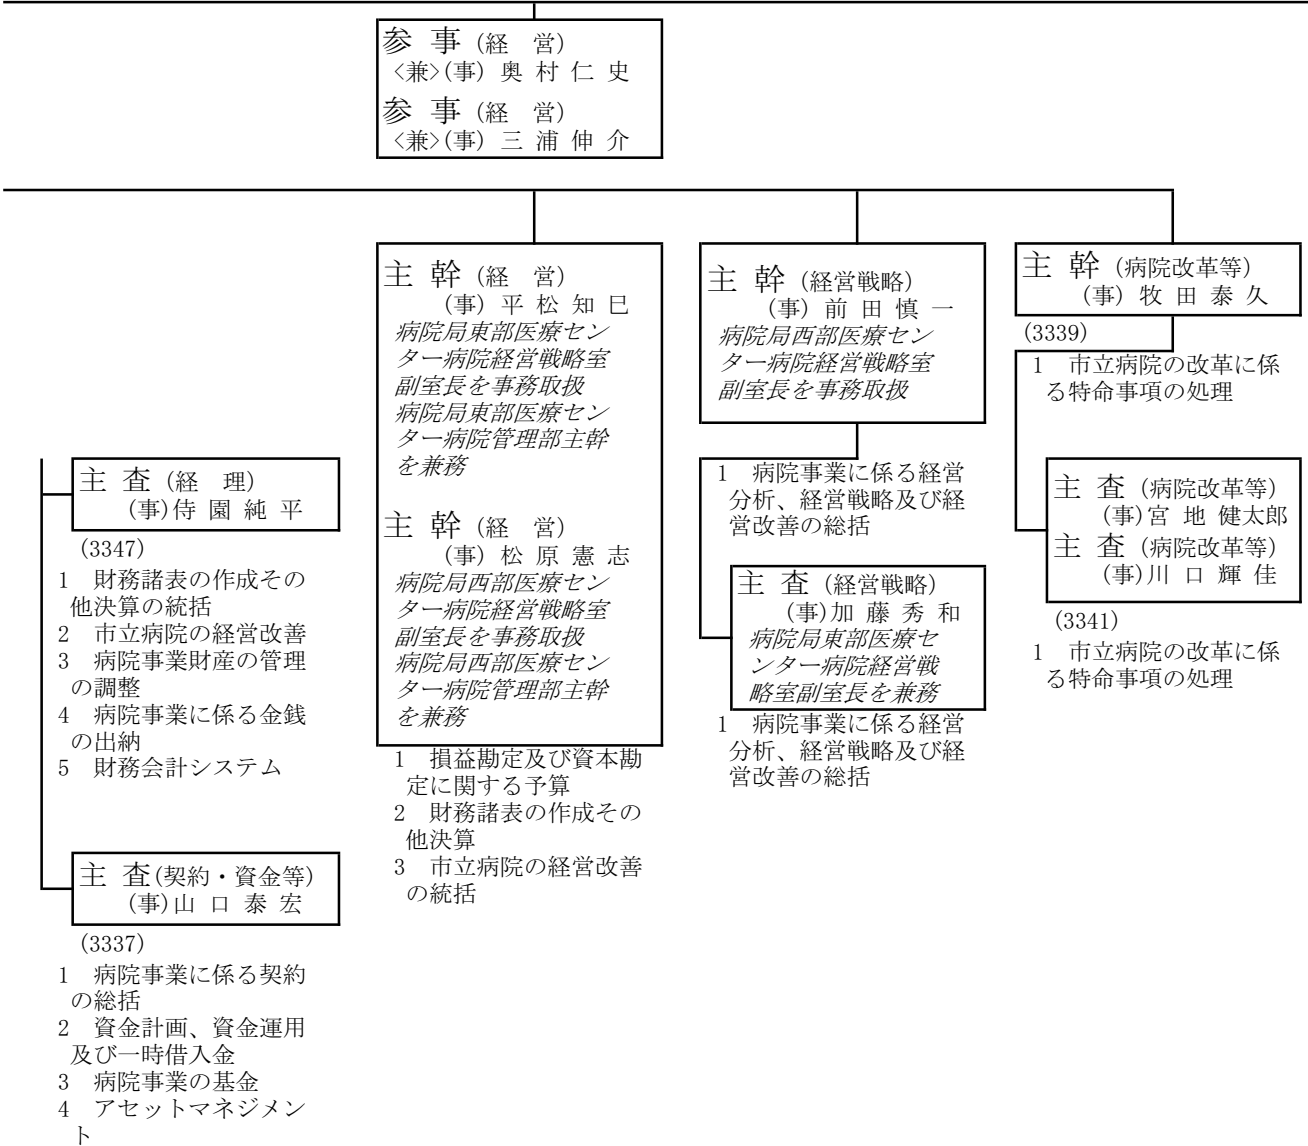 参 事 (経 営)
<兼>(事) 奥 村 仁 史
参 事 (経 営)
<兼>(事) 三 浦 伸 介
主 査 (経 理)
(事)侍 園 純 平
(3347)
1 財務諸表の作成その
他決算の統括
2 市立病院の経営改善
3 病院事業財産の管理
の調整
4 病院事業に係る金銭
の出納
5 財務会計システム
主 査(契約・資金等)
(事)山 口 泰 宏
(3337)
1 病院事業に係る契約
の総括
2 資金計画、資金運用
及び一時借入金
3 病院事業の基金
4 アセットマネジメン
ト
主 幹 (経 営)
(事) 平 松 知 巳
病院局東部医療セン
ター病院経営戦略室
副室長を事務取扱
病院局東部医療セン
ター病院管理部主幹
を兼務
主 幹 (経 営)
(事) 松 原 憲 志
病院局西部医療セン
ター病院経営戦略室
副室長を事務取扱
病院局西部医療セン
ター病院管理部主幹
を兼務
1 損益勘定及び資本勘
定に関する予算
2 財務諸表の作成その
他決算
3 市立病院の経営改善
の統括
主 幹 (経営戦略)
(事) 前 田 慎 一
病院局西部医療セン
ター病院経営戦略室
副室長を事務取扱
1 病院事業に係る経営
分析、経営戦略及び経
営改善の総括
主 査 (経営戦略)
(事)加 藤 秀 和
病院局東部医療セ
ンター病院経営戦
略室副室長を兼務
1 病院事業に係る経営
分析、経営戦略及び経
営改善の総括
主 幹 (病院改革等)
(事) 牧 田 泰 久
(3339)
1 市立病院の改革に係
る特命事項の処理
主 査 (病院改革等)
(事)宮 地 健太郎
主 査 (病院改革等)
(事)川 口 輝 佳
(3341)
1 市立病院の改革に係
る特命事項の処理